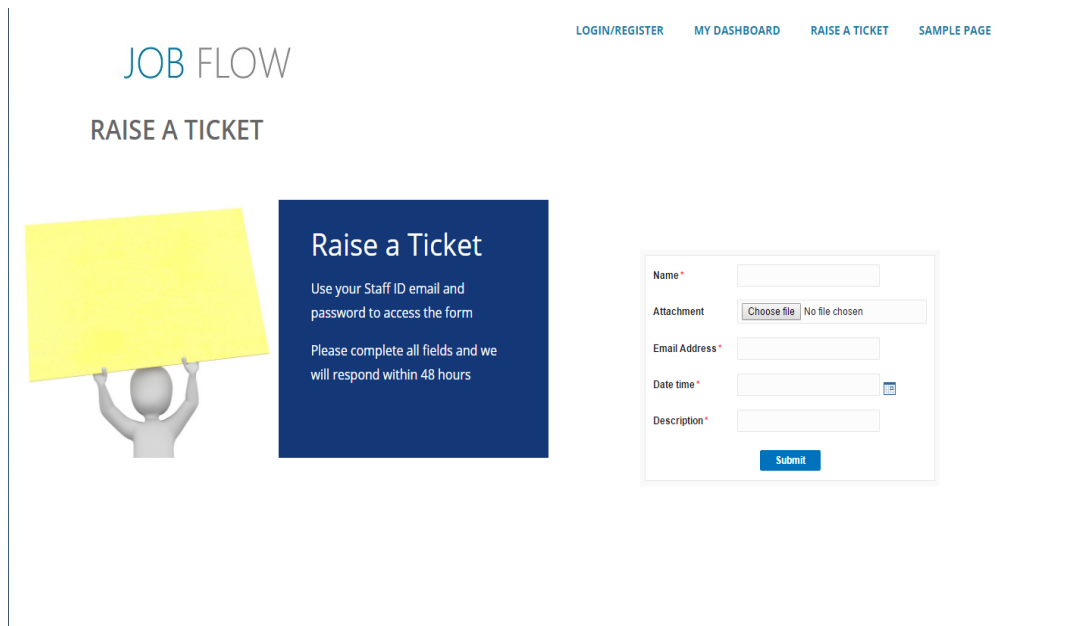 LOGIN/REGISTER MY DASHBOARD RAISE A TICKET SAMPLE PAGE
JOB FLOW
RAISE A TICKET
Raise a Ticket
Use your Staff ID email and
password to access the form
Please complete all fields and we
will respond within 48 hours
Name*
Attachment Choose file No file chosen
Email Address*
Date time*
Description*
Submit